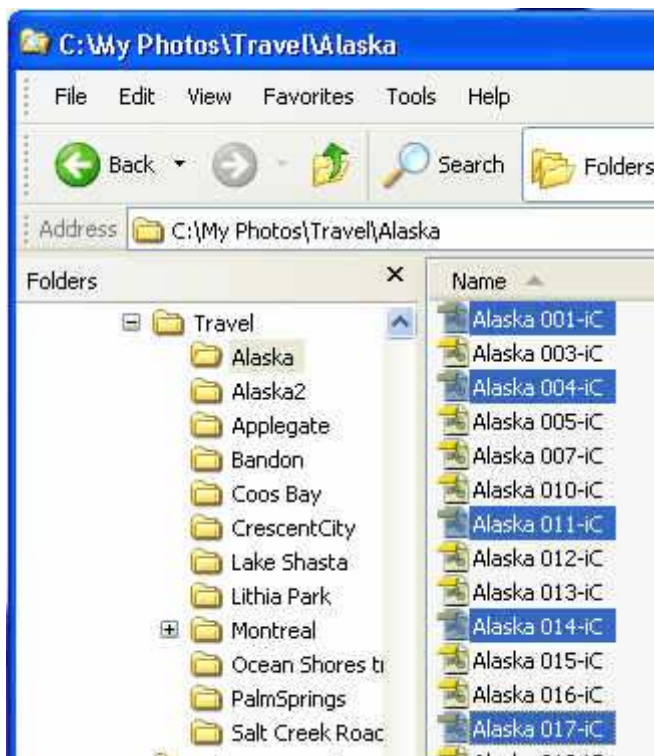 C:\My Photos\Travel\Alaska
File Edit View Favorites Tools Help
Back Search Folders
Address C:\My Photos\Travel\Alaska
Folders
Travel
Alaska
Alaska2
Applegate
Bandon
Coos Bay
CrescentCity
Lake Shasta
Lithia Park
Montreal
Ocean Shores
PalmSprings
Salt Creek
Name
Alaska 001-iC
Alaska 003-iC
Alaska 004-iC
Alaska 005-iC
Alaska 007-iC
Alaska 010-iC
Alaska 011-iC
Alaska 012-iC
Alaska 013-iC
Alaska 014-iC
Alaska 015-iC
Alaska 016-iC
Alaska 017-iC